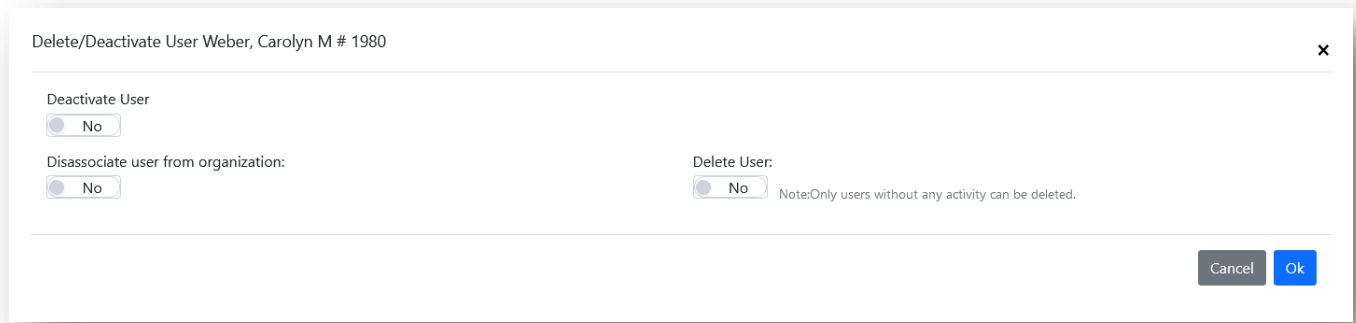 Delete/Deactivate User Weber, Carolyn M # 1980
×
Deactivate User
No
Disassociate user from organization:
No
Delete User:
No
Note:Only users without any activity can be deleted.
Cancel
Ok